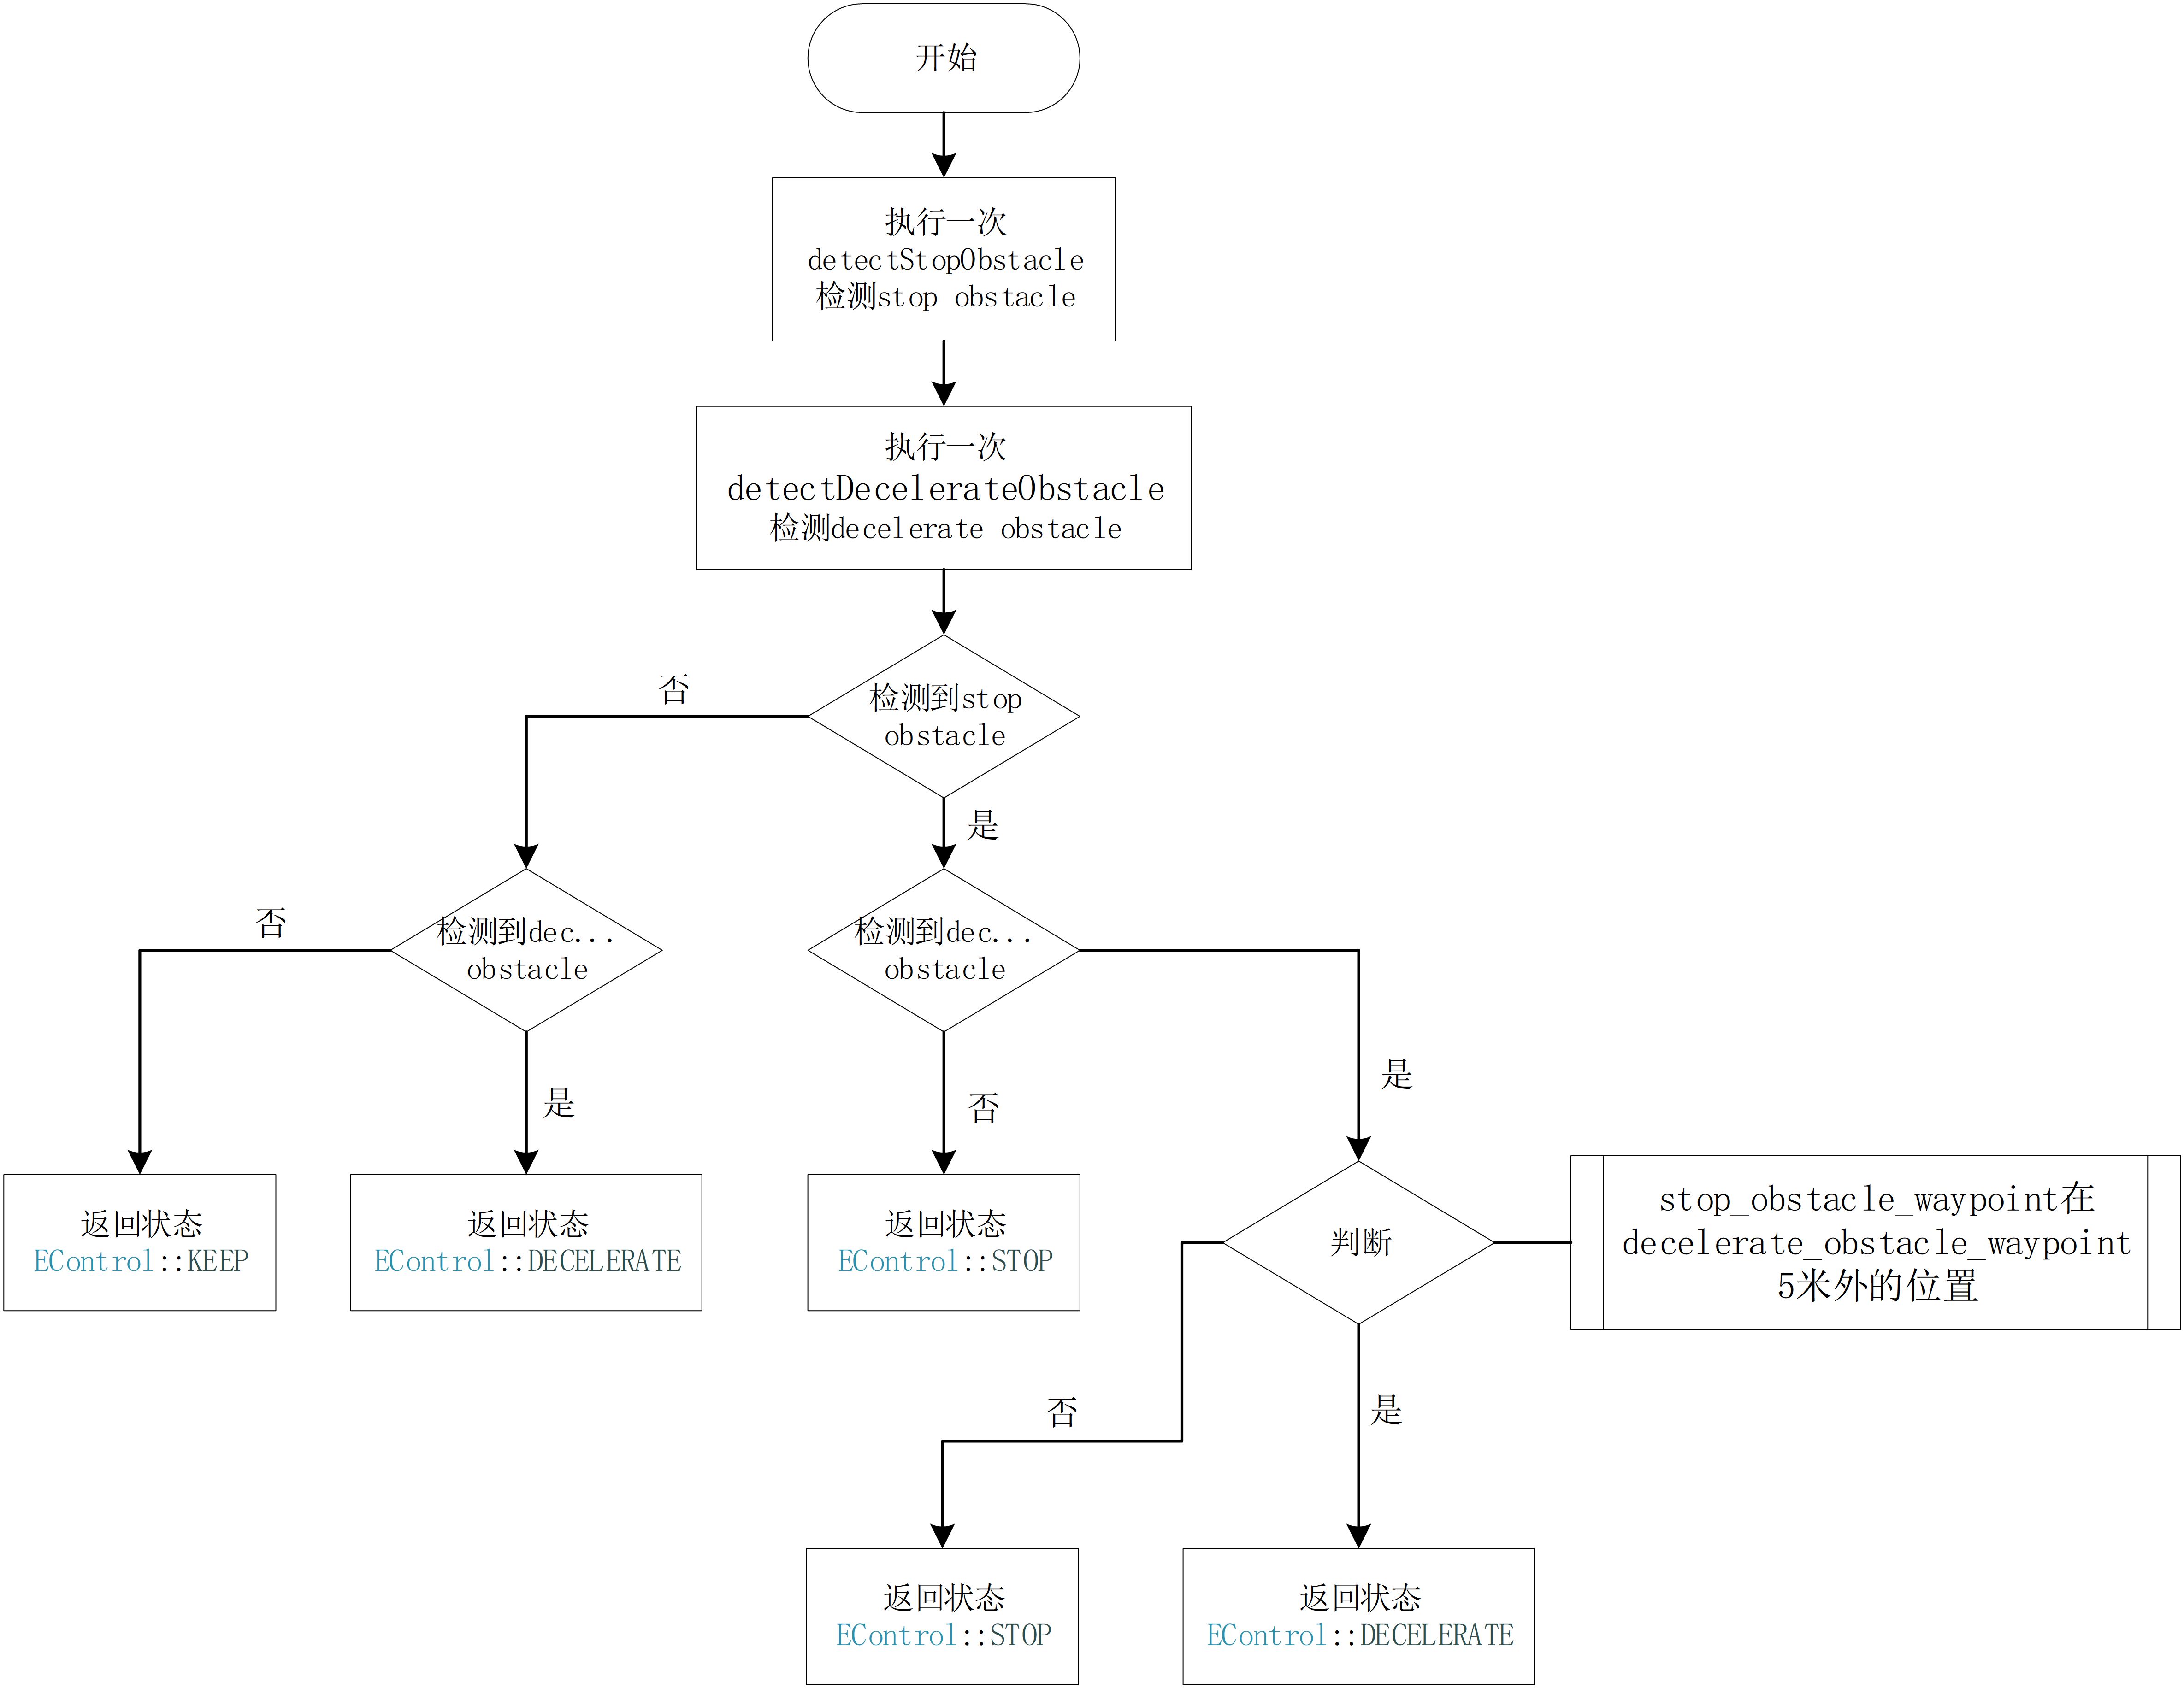 开始
执行一次
detectStopObstacle
检测stop obstacle
执行一次
detectDecelerateObstacle
检测decelerate obstacle
检测到stop
obstacle
否
是
检测到dec...
obstacle
检测到dec...
obstacle
否
是
否
是
返回状态
EControl::KEEP
返回状态
EControl::DECELERATE
返回状态
EControl::STOP
判断
stop_obstacle_waypoint在
decelerate_obstacle_waypoint
5米外的位置
否
是
返回状态
EControl::STOP
返回状态
EControl::DECELERATE